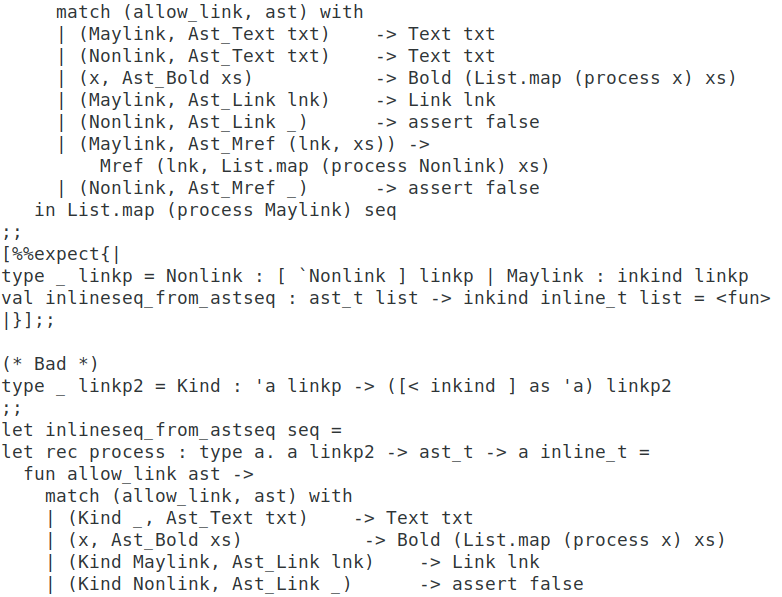 match (allow_link, ast) with
     | (Maylink, Ast_Text txt)    -> Text txt
     | (Nonlink, Ast_Text txt)    -> Text txt
     | (x, Ast_Bold xs)           -> Bold (List.map (process x) xs)
     | (Maylink, Ast_Link lnk)    -> Link lnk
     | (Nonlink, Ast_Link _)      -> assert false
     | (Maylink, Ast_Mref (lnk, xs)) ->
         Mref (lnk, List.map (process Nonlink) xs)
     | (Nonlink, Ast_Mref _)      -> assert false
   in List.map (process Maylink) seq
;;
[%%expect{|
type _ linkp = Nonlink : [ `Nonlink ] linkp | Maylink : inkind linkp
val inlineseq_from_astseq : ast_t list -> inkind inline_t list = <fun>
|}];;

(* Bad *)
type _ linkp2 = Kind : 'a linkp -> ([< inkind ] as 'a) linkp2
;;
let inlineseq_from_astseq seq =
let rec process : type a. a linkp2 -> ast_t -> a inline_t =
  fun allow_link ast ->
    match (allow_link, ast) with
    | (Kind _, Ast_Text txt)    -> Text txt
    | (x, Ast_Bold xs)           -> Bold (List.map (process x) xs)
    | (Kind Maylink, Ast_Link lnk)    -> Link lnk
    | (Kind Nonlink, Ast_Link _)      -> assert false